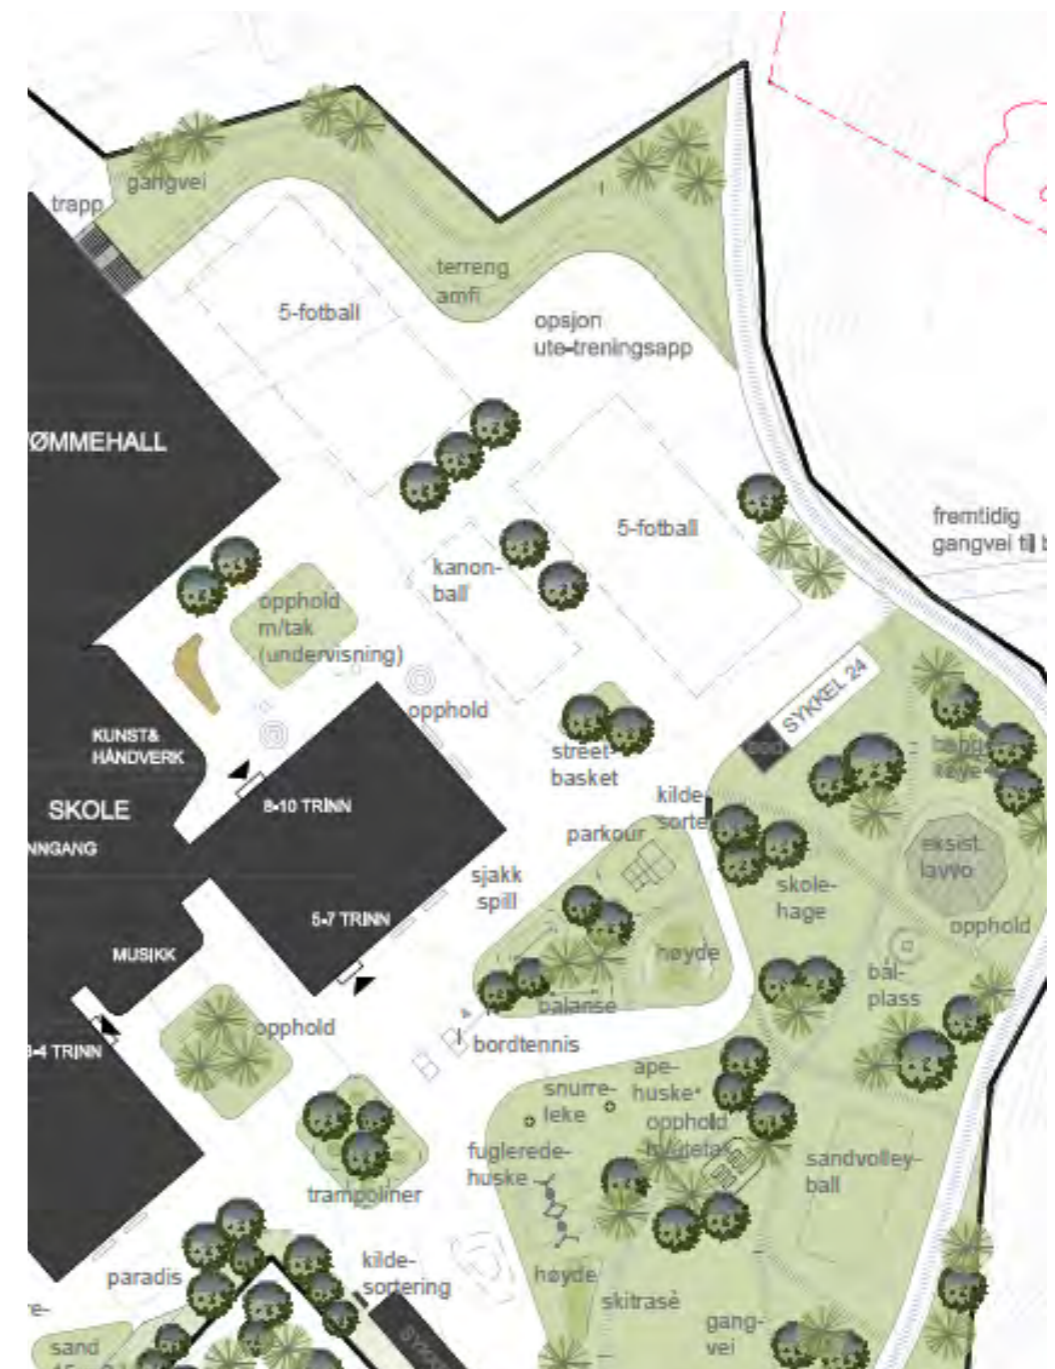 gangvei
trapp
terreng
amfi
5-fotball
opsjon
ute-treningsapp
ØMMEHALL
5-fotball
fremtidig
gangvei til b
kanon-
ball
opphold
m/tak
(undervisning)
SYKKEL 24
opphold
KUNST&
HÅNDVERK
street-
basket
8-10 TRINN
kilde
sorte
SKOLE
parkour
NNGANG
eksist.
lavvo
sjakk
spill
skole-
hage
5-7 TRINN
opphold
MUSIKK
høyde
bål-
plass
balanse
opphold
bordtennis
3-4 TRINN
ape-
huske
snurre-
leke
opphold
fuglerede-
huske
sandvolley-
ball
trampoliner
paradis
kilde-
sortering
høyde
skitrasè
re-
gang-
vei
sand